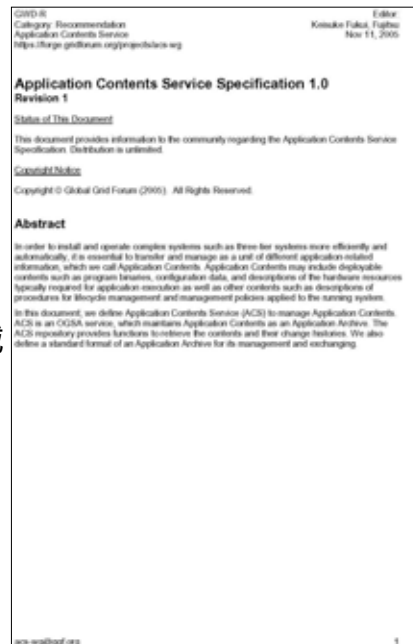 GWD-R Editor:
Category: Recommendation Keisuke Fukui, Fujitsu
Application Contents Service Nov 11, 2005
https://forge.gridforum.org/projects/acs-wg
Application Contents Service Specification 1.0
Revision 1
Status of This Document
This document provides information to the community regarding the Application Contents Service
Specification. Distribution is unlimited.
Copyright Notice
Copyright © Global Grid Forum (2005). All Rights Reserved.
Abstract
In order to install and operate complex systems such as three-tier systems more efficiently and
automatically, it is essential to transfer and manage as a unit of different application related
information, which we call Application Contents. Application Contents may include deployable
contents such as program binaries, configuration data, and descriptions of the hardware resources
typically required for application execution as well as other contents such as descriptions of
procedures for lifecycle management and management policies applied to the running system.
In this document, we define Application Contents Service (ACS) to manage Application Contents.
ACS is an OGSA service, which maintains Application Contents as an Application Archive. The
ACS repository provides functions to retrieve the contents and their change histories. We also
define a standard format of an Application Archive for its management and exchanging.
acs-wg@ggf.org 1